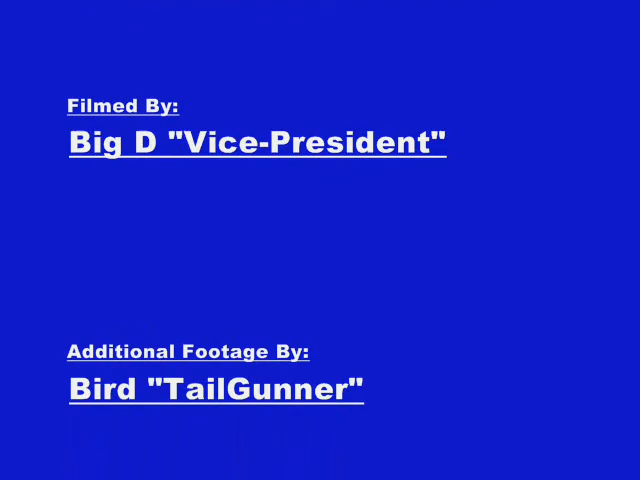 Filmed By:
Big D "Vice-President"
Additional Footage By:
Bird "TailGunner"